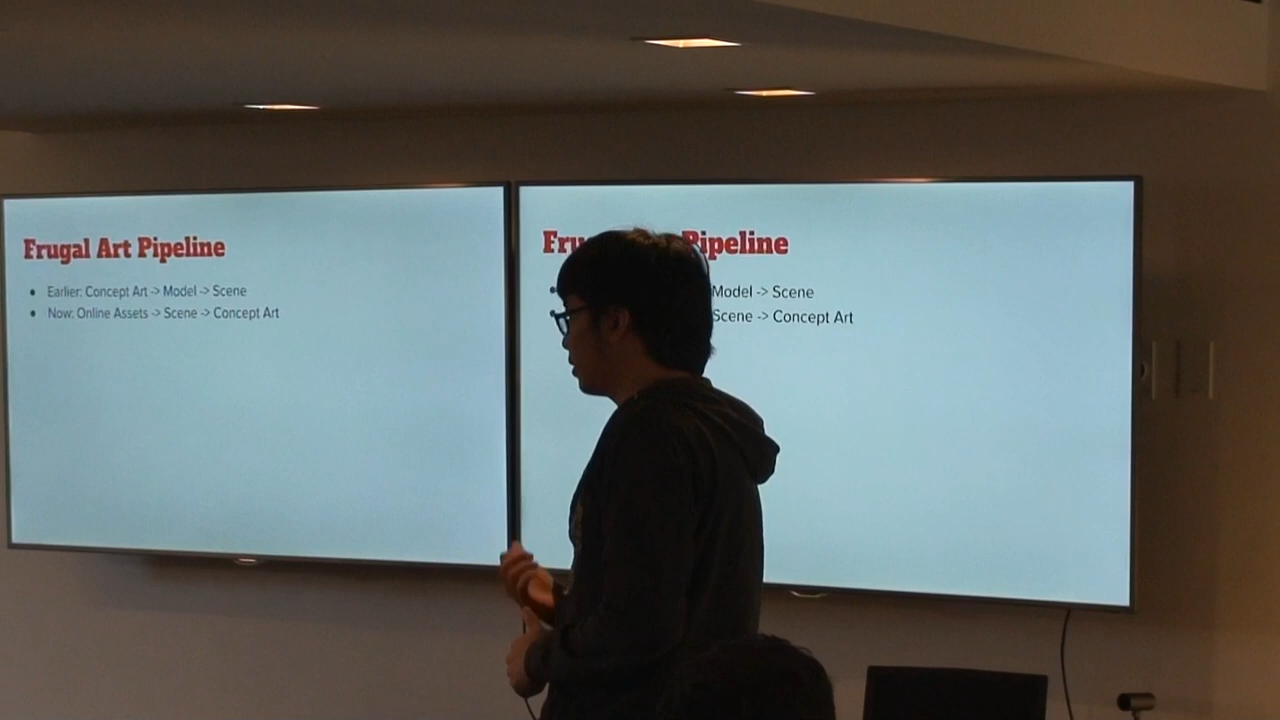 Frugal Art Pipeline
• Earlier: Concept Art -> Model -> Scene
• Now: Online Assets -> Scene -> Concept Art
Pipeline
Model -> Scene
Scene -> Concept Art